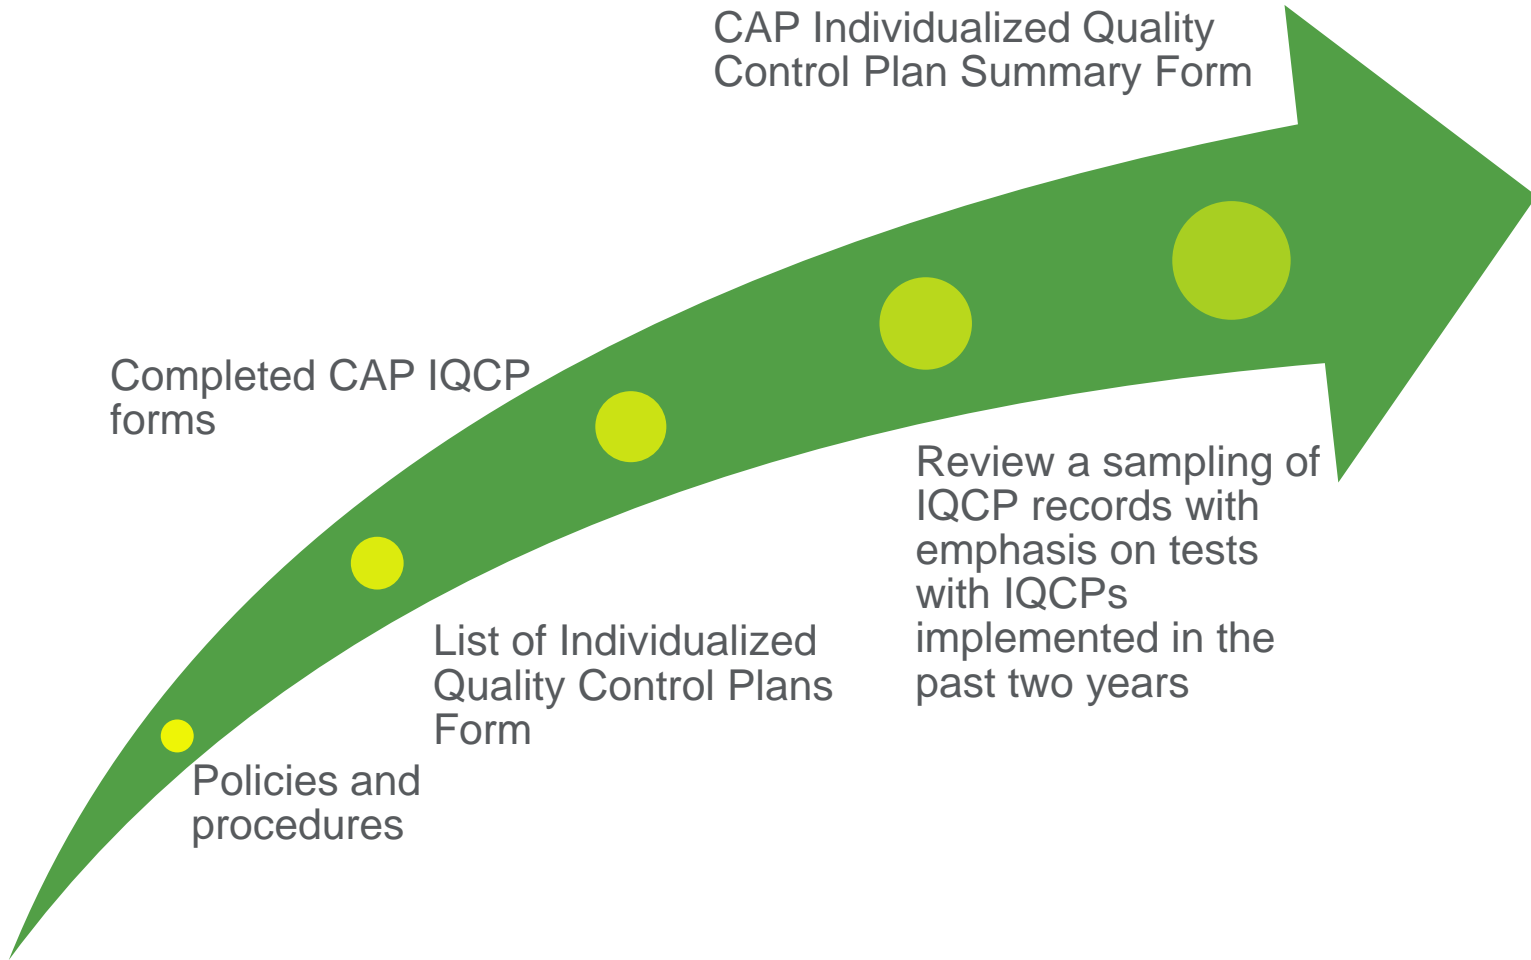 CAP Individualized Quality
Control Plan Summary Form
Completed CAP IQCP
forms
Review a sampling of
IQCP records with
emphasis on tests
with IQCPs
implemented in the
past two years
List of Individualized
Quality Control Plans
Form
Policies and
procedures